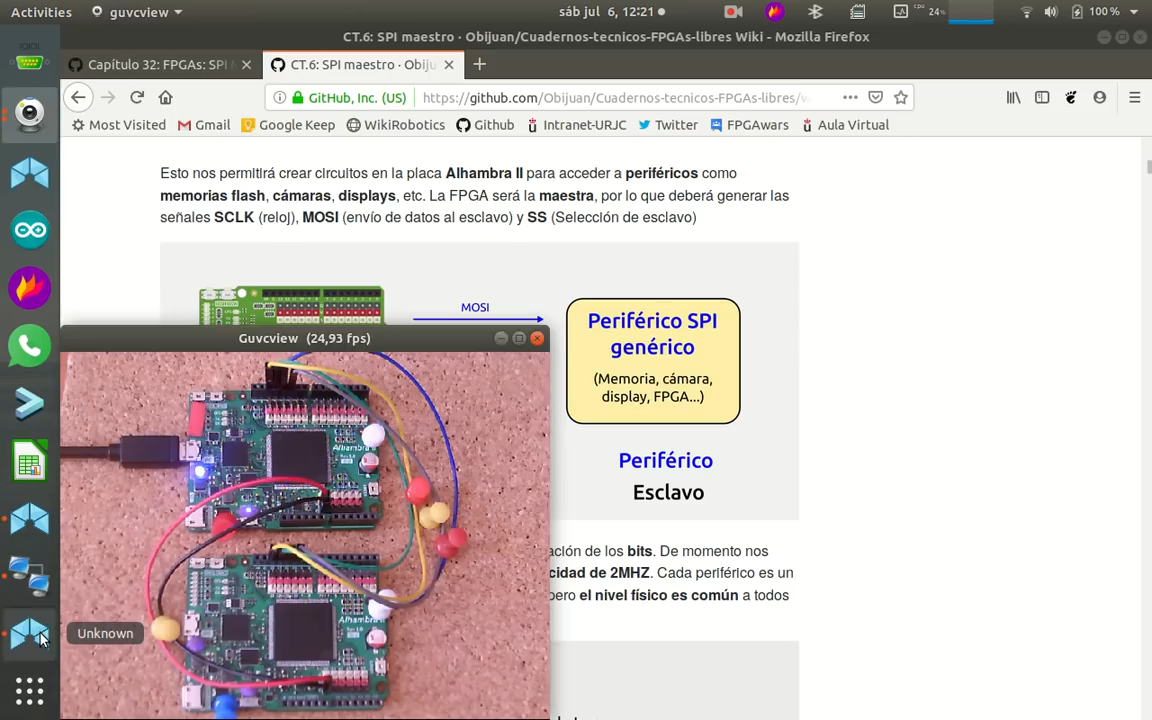 Activities
guvcview
sáb jul 6, 12:21
cpu 24%
100 %
CT.6: SPI maestro · Obijuan/Cuadernos-tecnicos-FPGAs-libres Wiki - Mozilla Firefox
Capítulo 32: FPGAs: SPI
CT.6: SPI maestro · Obiju
GitHub, Inc. (US)
https://github.com/Obijuan/Cuadernos-tecnicos-FPGAs-libres/
Most Visited
Gmail
Google Keep
WikiRobotics
Github
Intranet-URJC
Twitter
FPGAwars
Aula Virtual
Esto nos permitirá crear circuitos en la placa Alhambra II para acceder a periféricos como
memorias flash, cámaras, displays, etc. La FPGA será la maestra, por lo que deberá generar las
señales SCLK (reloj), MOSI (envío de datos al esclavo) y SS (Selección de esclavo)
MOSI
Periférico SPI
genérico
(Memoria, cámara,
display, FPGA...)
Periférico
Esclavo
Guvcview (24,93 fps)
Alhambra
Alhambra
ación de los bits. De momento nos
cidad de 2MHZ. Cada periférico es un
pero el nivel físico es común a todos
Unknown